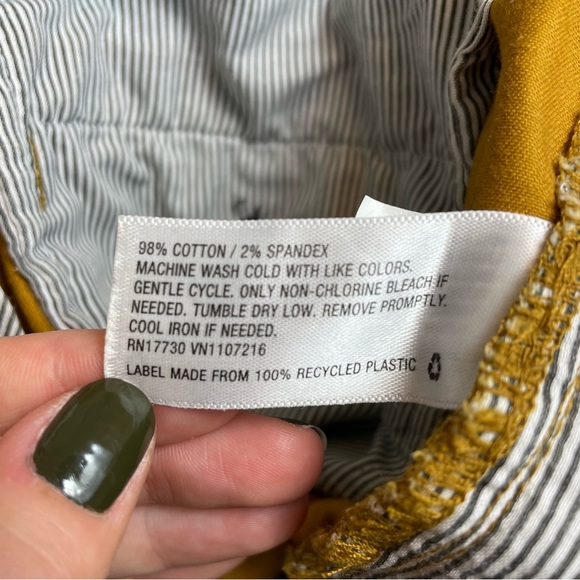 98% COTTON / 2% SPANDEX
MACHINE WASH COLD WITH LIKE COLORS.
GENTLE CYCLE. ONLY NON-CHLORINE BLEACH IF
NEEDED. TUMBLE DRY LOW. REMOVE PROMPTLY.
COOL IRON IF NEEDED.
RN17730 VN1107216
LABEL MADE FROM 100% RECYCLED PLASTIC